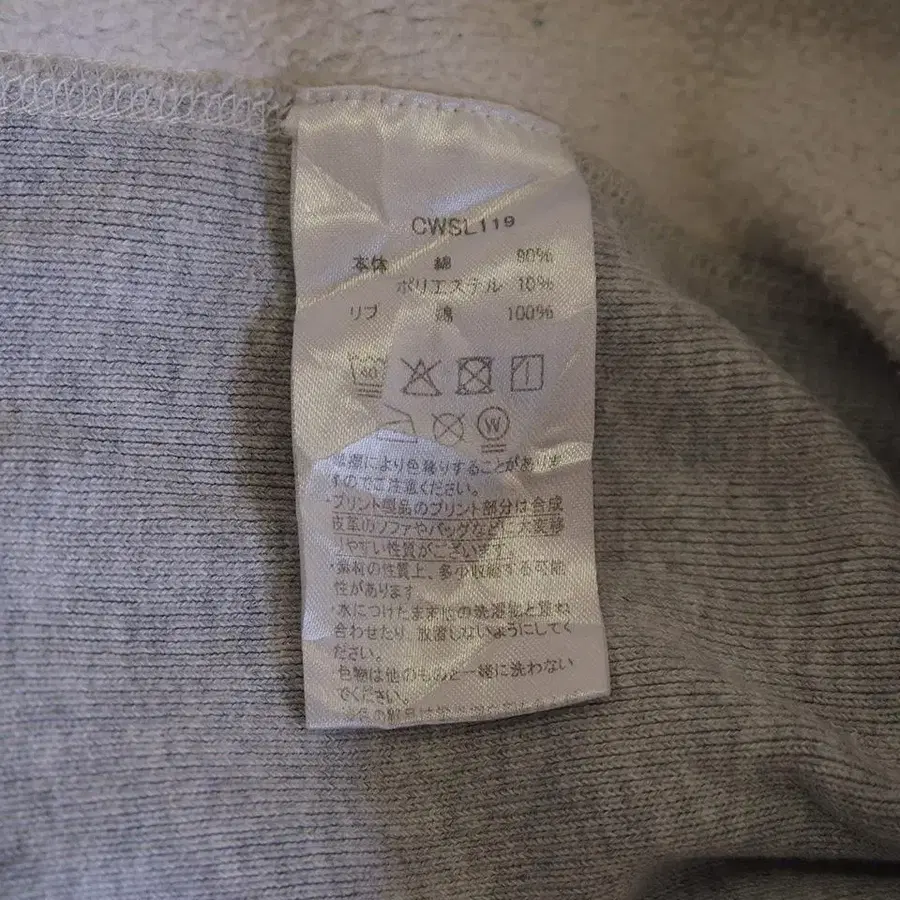 CWSL119
本体 綿 90%
ポリエステル 10%
リブ 綿 100%
40
W
により色移りすることがありま
すのでご注意ください。
・プリント製品のプリント部分は合成
皮革のソファやバッグなどに大変移
りやすい性質がございます。
・素材の性質上、多少収縮する可能
性があります。
・水につけたまま他の洗濯物と重ね
合わせたり、放置しないようにしてく
ださい。
色物は他のものと一緒に洗わない
でください。